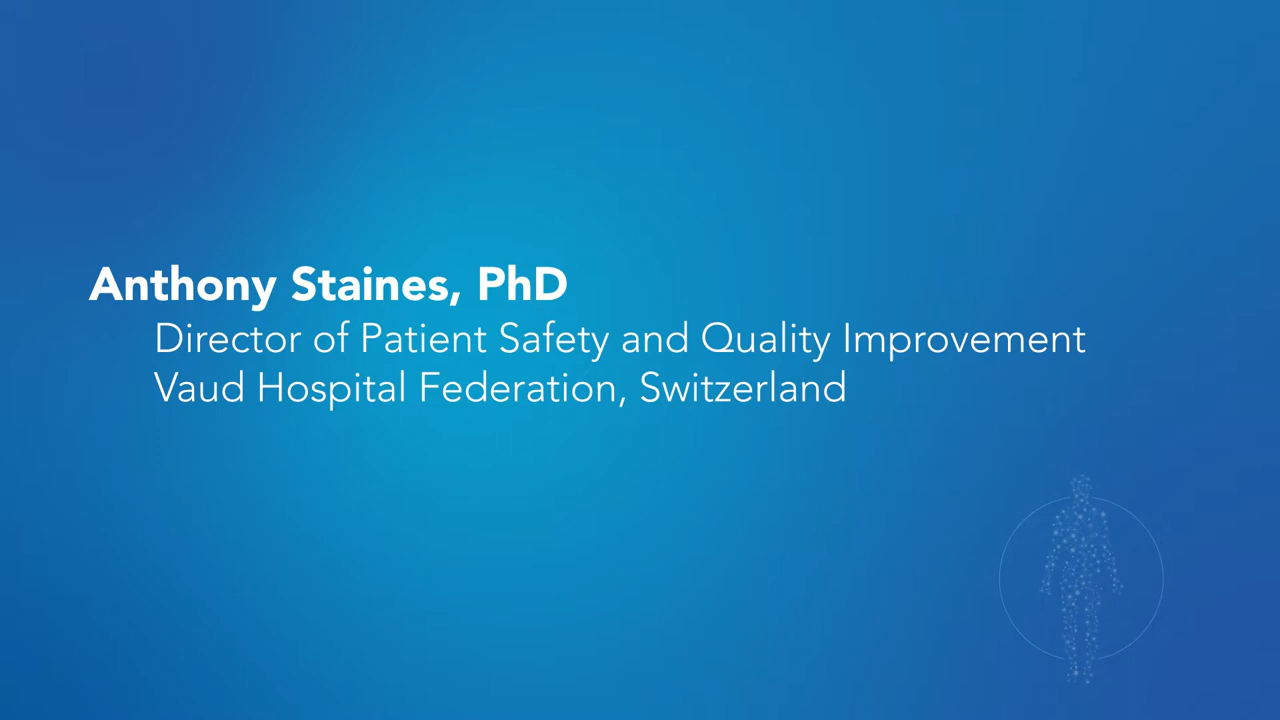 Anthony Staines, PhD
Director of Patient Safety and Quality Improvement
Vaud Hospital Federation, Switzerland